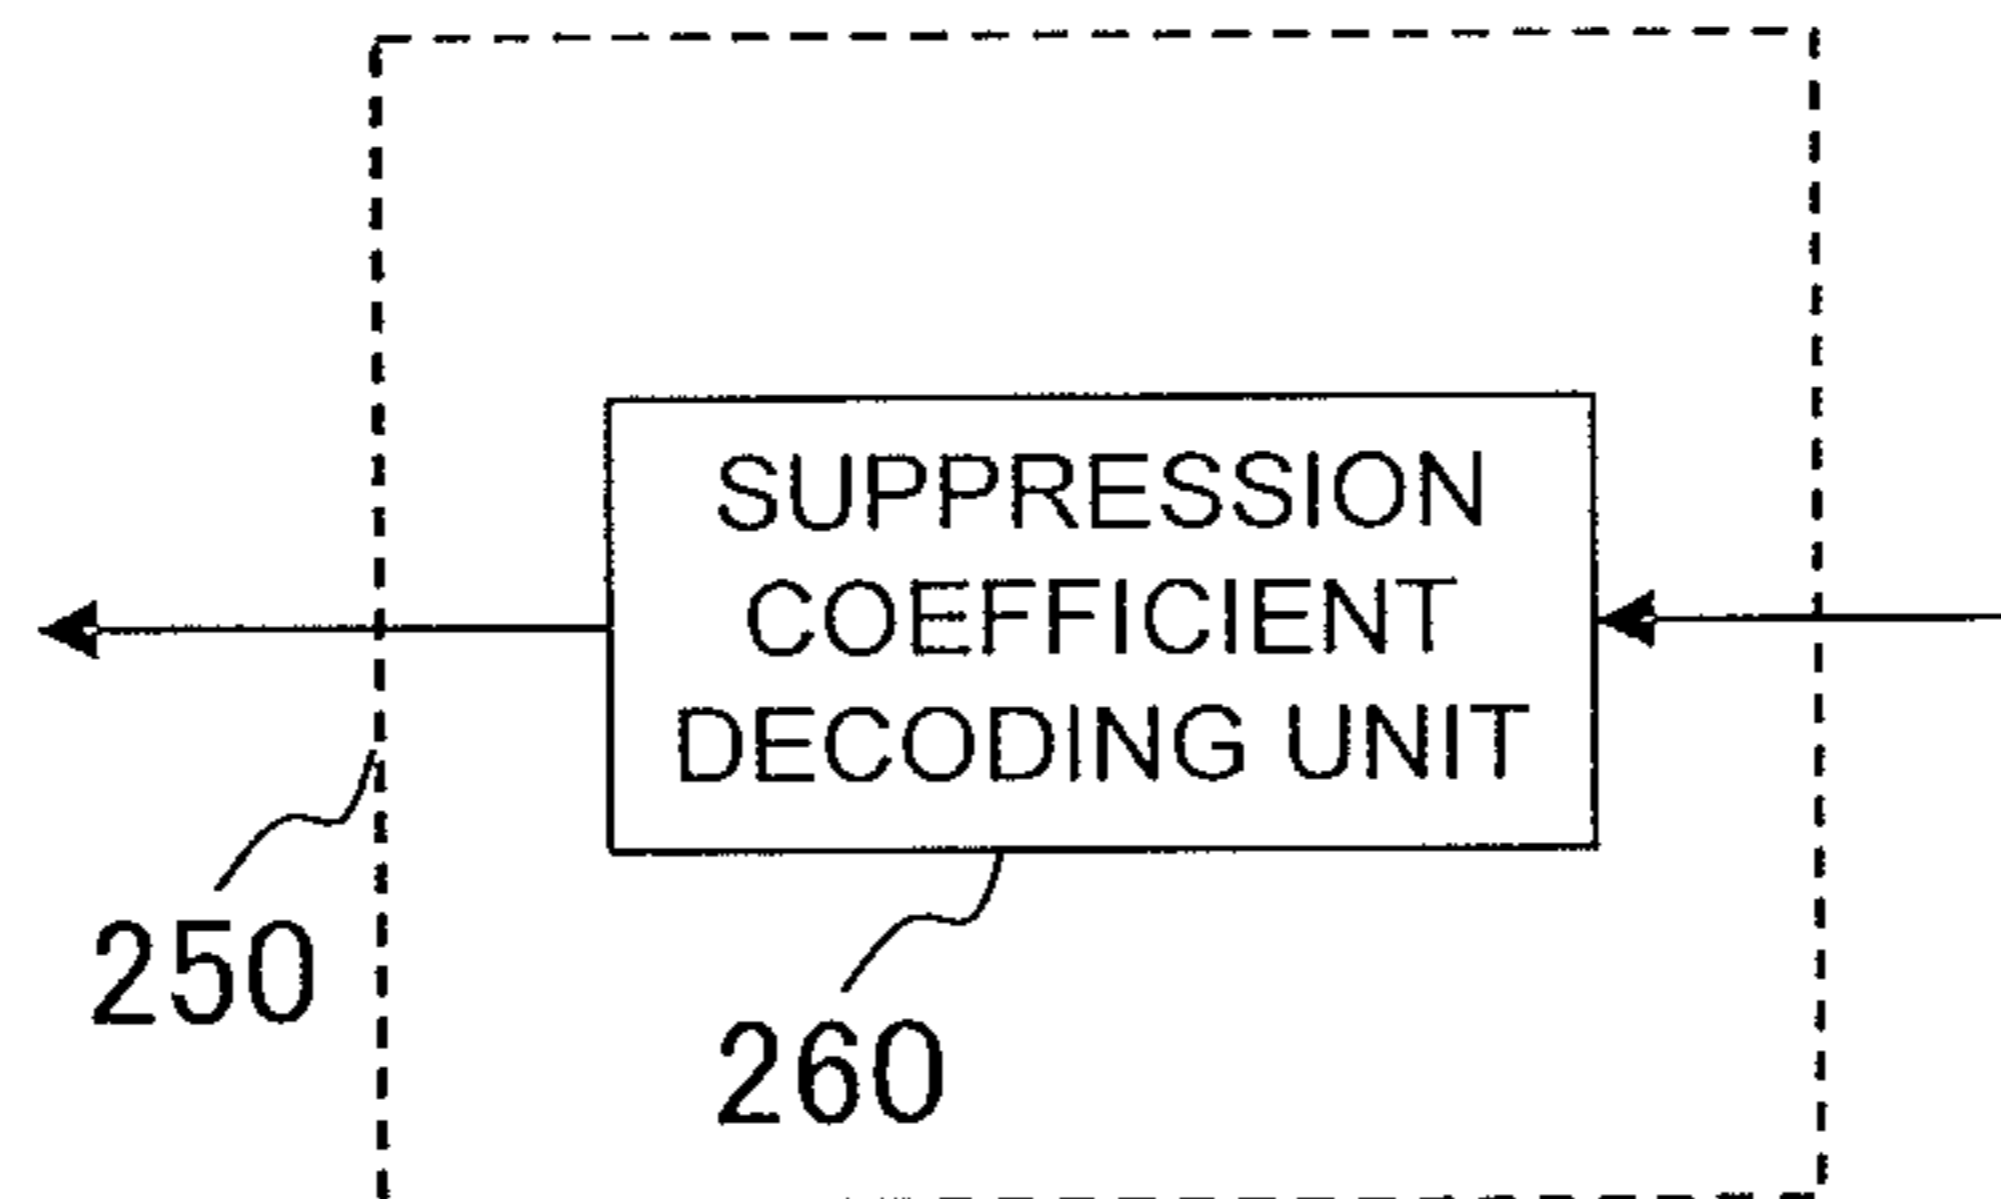 SUPPRESSION
COEFFICIENT
DECODING UNIT
250
260